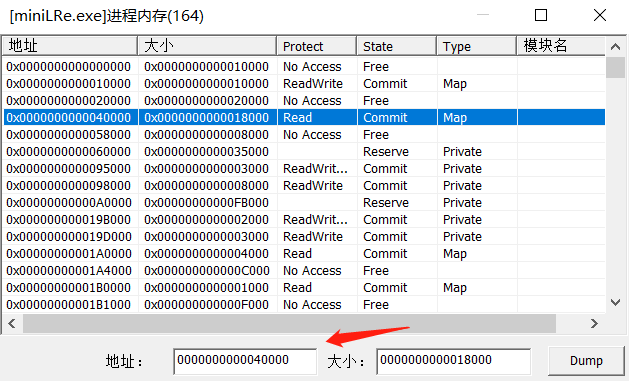 [miniLRe.exe]进程内存(164)
地址 大小 Protect State Type 模块名
0x0000000000000000 0x0000000000010000 No Access Free
0x0000000000010000 0x0000000000010000 ReadWrite Commit Map
0x0000000000020000 0x0000000000020000 No Access Free
0x0000000000040000 0x0000000000018000 Read Commit Map
0x0000000000058000 0x0000000000008000 No Access Free
0x0000000000060000 0x0000000000035000 Reserve Private
0x0000000000095000 0x0000000000003000 ReadWrit... Commit Private
0x0000000000098000 0x0000000000008000 ReadWrite Commit Private
0x00000000000A0000 0x00000000000FB000 Reserve Private
0x000000000019B000 0x0000000000002000 ReadWrit... Commit Private
0x000000000019D000 0x0000000000003000 ReadWrite Commit Private
0x00000000001A0000 0x0000000000004000 Read Commit Map
0x00000000001A4000 0x000000000000C000 No Access Free
0x00000000001B0000 0x0000000000001000 Read Commit Map
0x00000000001B1000 0x000000000000F000 No Access Free
地址： 0000000000040000 大小： 0000000000018000 Dump